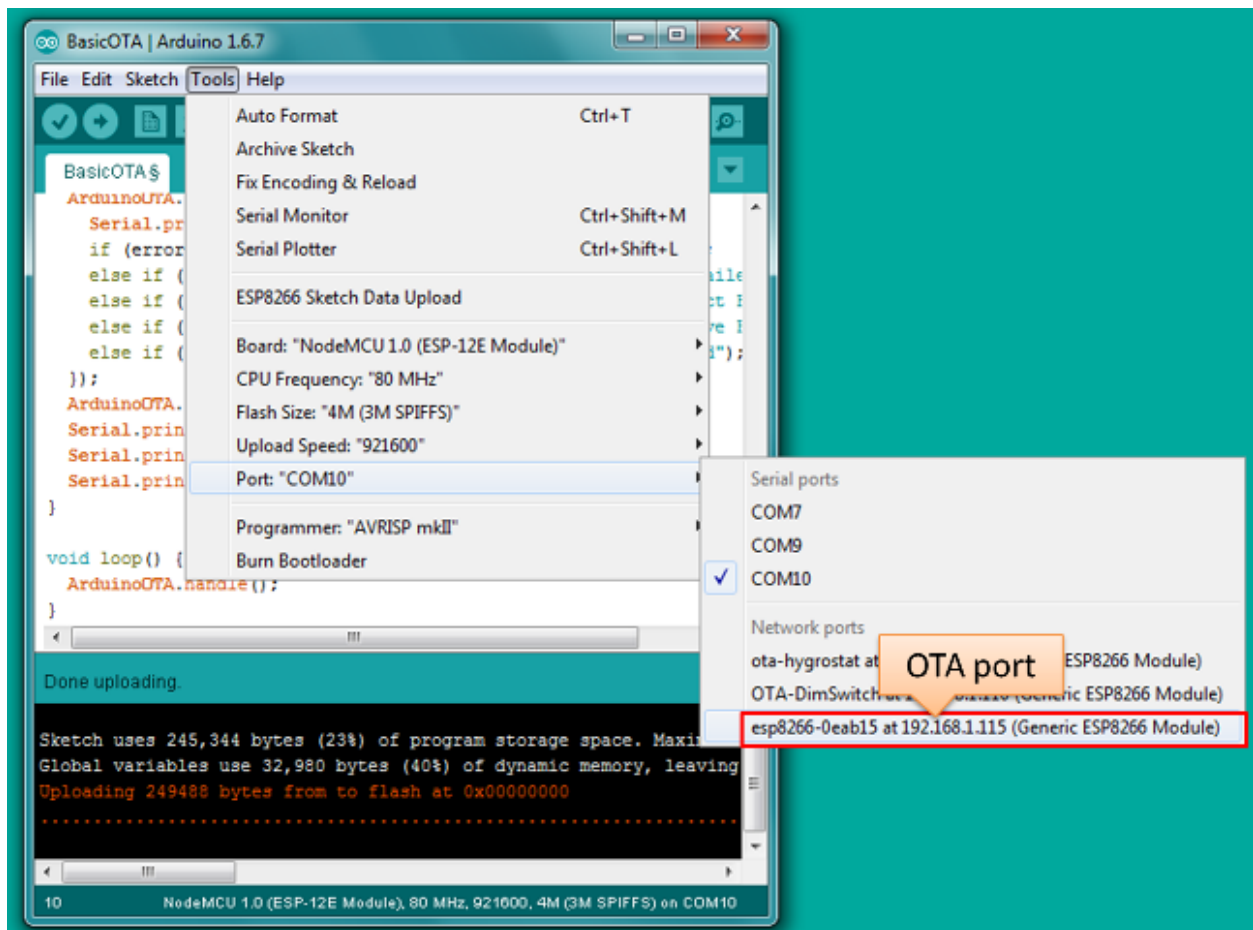 BasicOTA | Arduino 1.6.7
File Edit Sketch Tools Help
BasicOTA§
Auto Format Ctrl+T
Archive Sketch
Fix Encoding & Reload
Serial Monitor Ctrl+Shift+M
Serial Plotter Ctrl+Shift+L
ESP8266 Sketch Data Upload
Board: "NodeMCU 1.0 (ESP-12E Module)"
CPU Frequency: "80 MHz"
Flash Size: "4M (3M SPIFFS)"
Upload Speed: "921600"
Port: "COM10"
Programmer: "AVRISP mkII"
Burn Bootloader
ArduinoOTA.
Serial.pr
if (error
else if (
else if (
else if (
else if ( d");
});
ArduinoOTA.
Serial.prin
Serial.prin
Serial.prin
}
void loop() {
ArduinoOTA.handle();
}
Serial ports
COM7
COM9
COM10
Network ports
ota-hygrostat at ESP8266 Module)
OTA-DimSwitch ESP8266 Module)
esp8266-0eab15 at 192.168.1.115 (Generic ESP8266 Module)
OTA port
Done uploading.
Sketch uses 245,344 bytes (23%) of program storage space.
Global variables use 32,980 bytes (40%) of dynamic memory, leaving
Uploading 249488 bytes from to flash at 0x00000000
................................................................
10 NodeMCU 1.0 (ESP-12E Module), 80 MHz, 921600, 4M (3M SPIFFS) on COM10